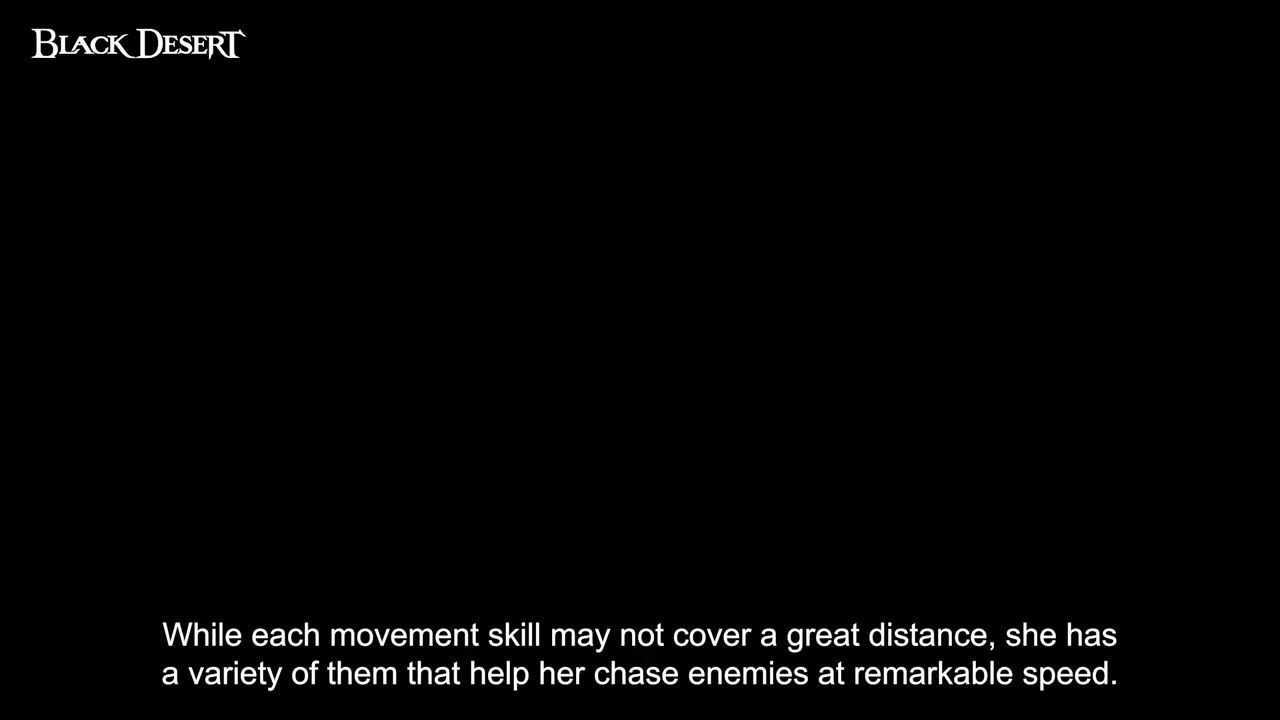 BLACK DESERT
While each movement skill may not cover a great distance, she has
a variety of them that help her chase enemies at remarkable speed.